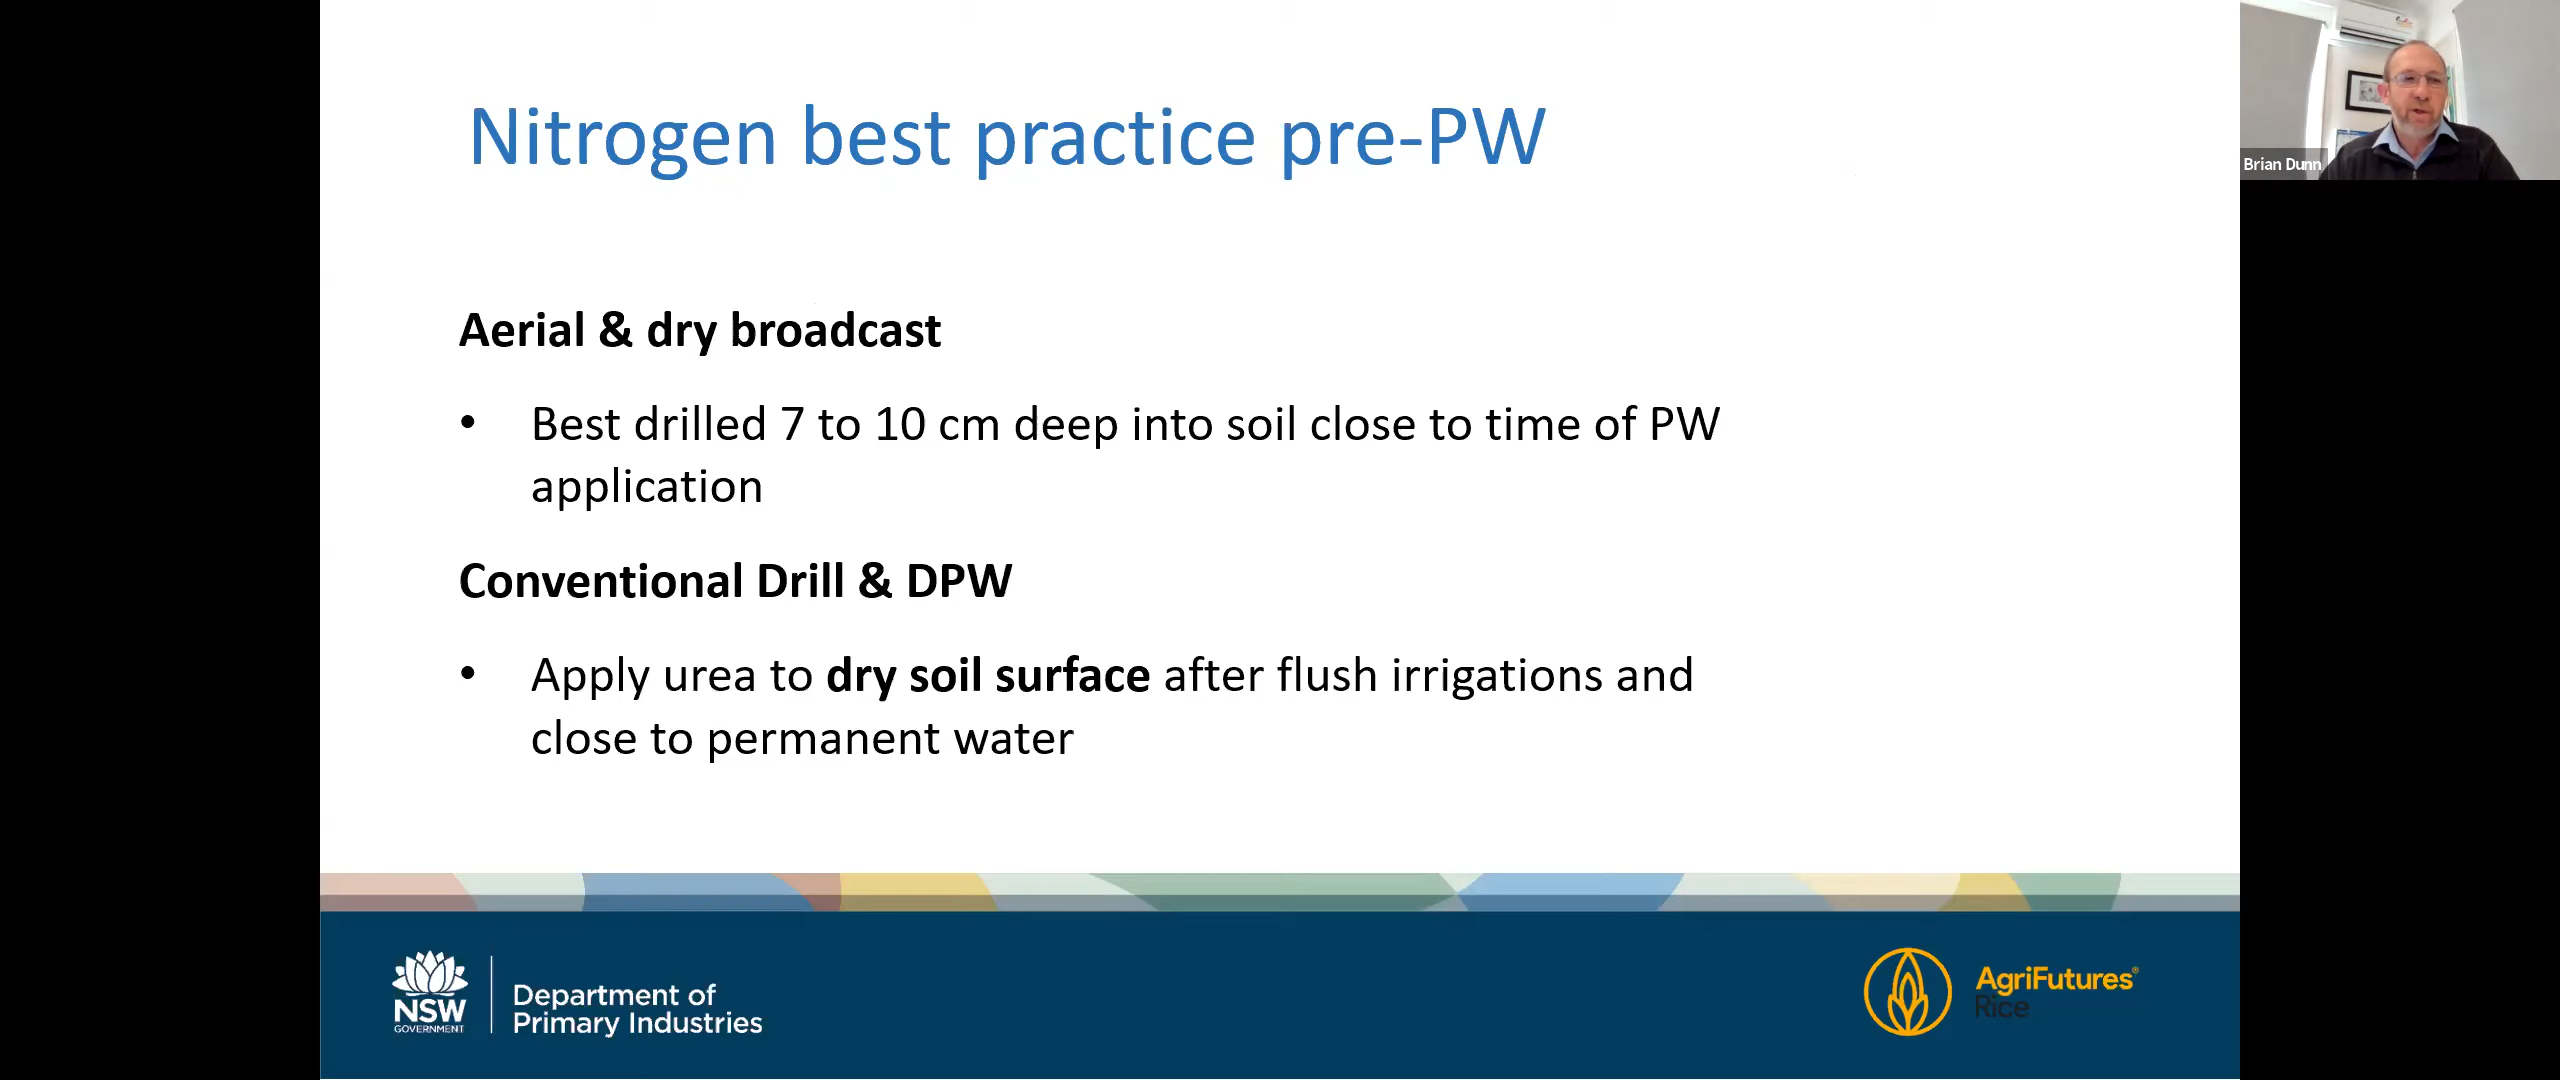 Nitrogen best practice pre-PW
Brian Dunn
Aerial & dry broadcast
• Best drilled 7 to 10 cm deep into soil close to time of PW
application
Conventional Drill & DPW
• Apply urea to dry soil surface after flush irrigations and
close to permanent water
NSW
GOVERNMENT
Department of
Primary Industries
AgriFutures®
Rice